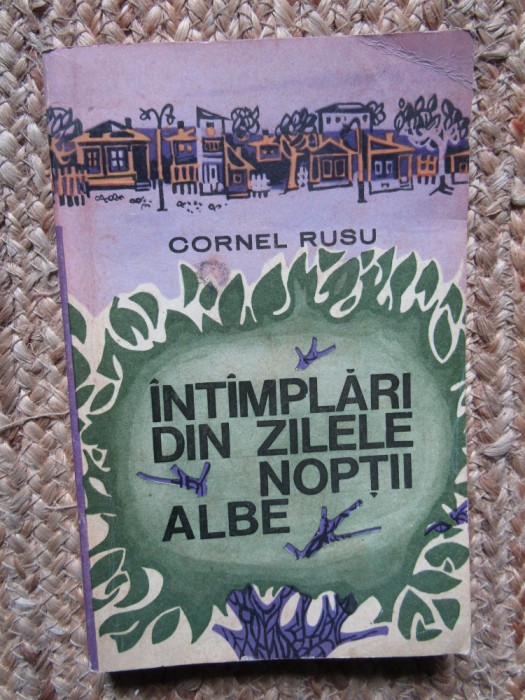 CORNEL RUSU
ÎNTÎMPLĂRI
DIN ZILELE
NOPȚII
ALBE